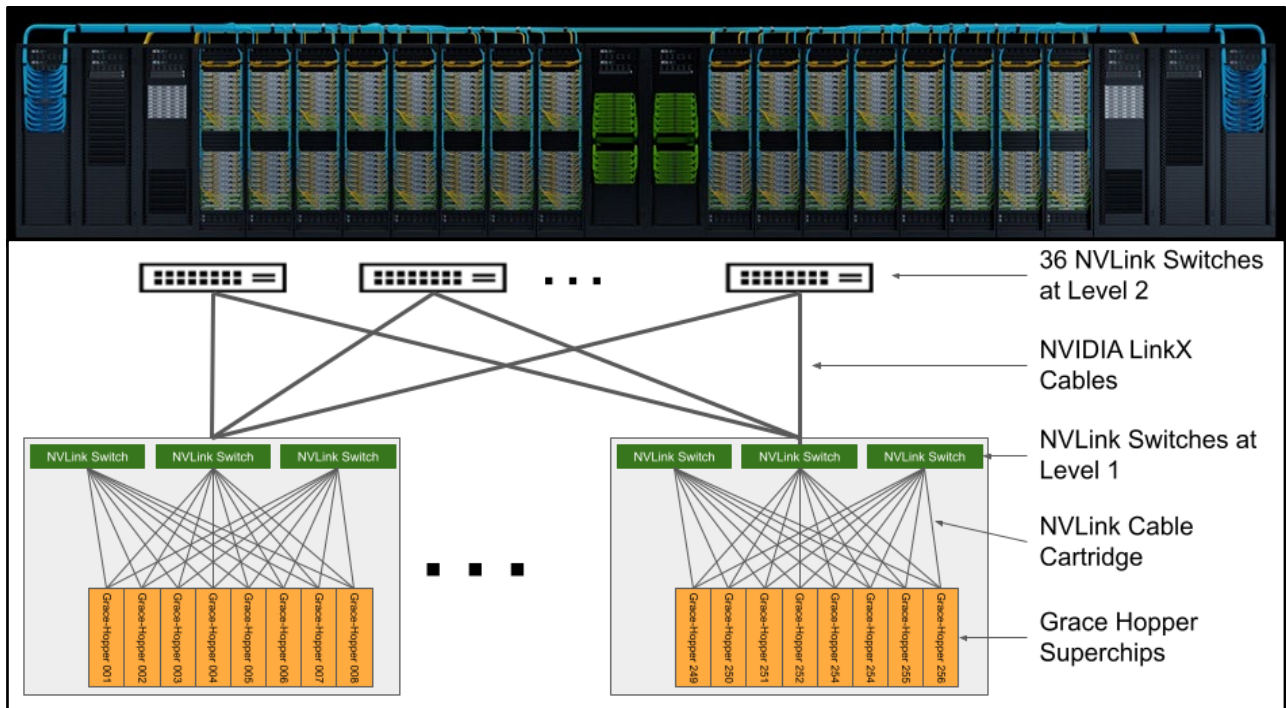 36 NVLink Switches
at Level 2
NVIDIA LinkX
Cables
NVLink Switch
NVLink Switch
NVLink Switch
NVLink Switch
NVLink Switch
NVLink Switch
NVLink Switches at
Level 1
NVLink Cable
Cartridge
Grace-Hopper 001
Grace-Hopper 002
Grace-Hopper 003
Grace-Hopper 004
Grace-Hopper 005
Grace-Hopper 006
Grace-Hopper 007
Grace-Hopper 008
Grace-Hopper 249
Grace-Hopper 250
Grace-Hopper 251
Grace-Hopper 252
Grace-Hopper 254
Grace-Hopper 254
Grace-Hopper 255
Grace-Hopper 256
Grace Hopper
Superchips